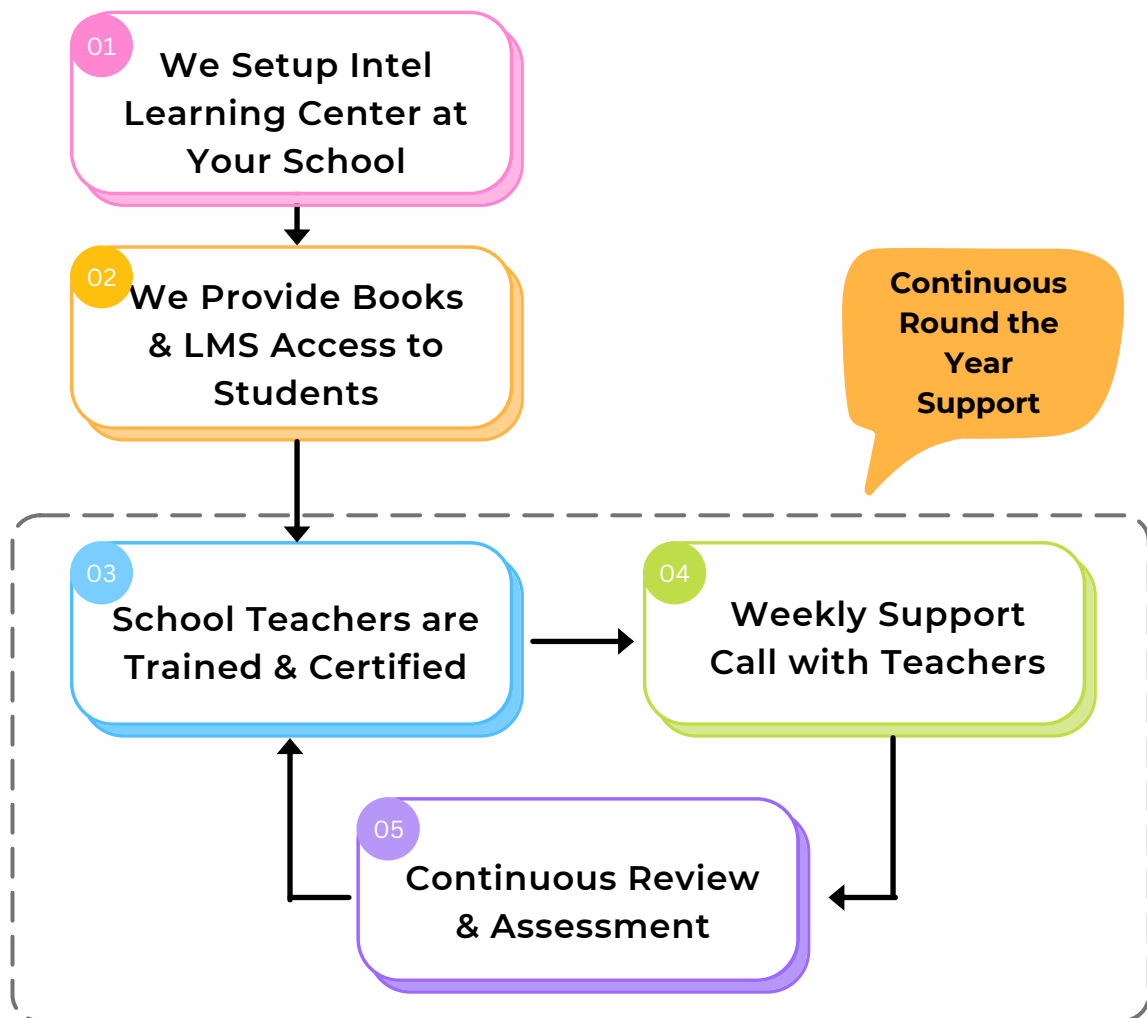 01
We Setup Intel
Learning Center at
Your School
02
We Provide Books
& LMS Access to
Students
Continuous
Round the
Year
Support
03
School Teachers are
Trained & Certified
04
Weekly Support
Call with Teachers
05
Continuous Review
& Assessment